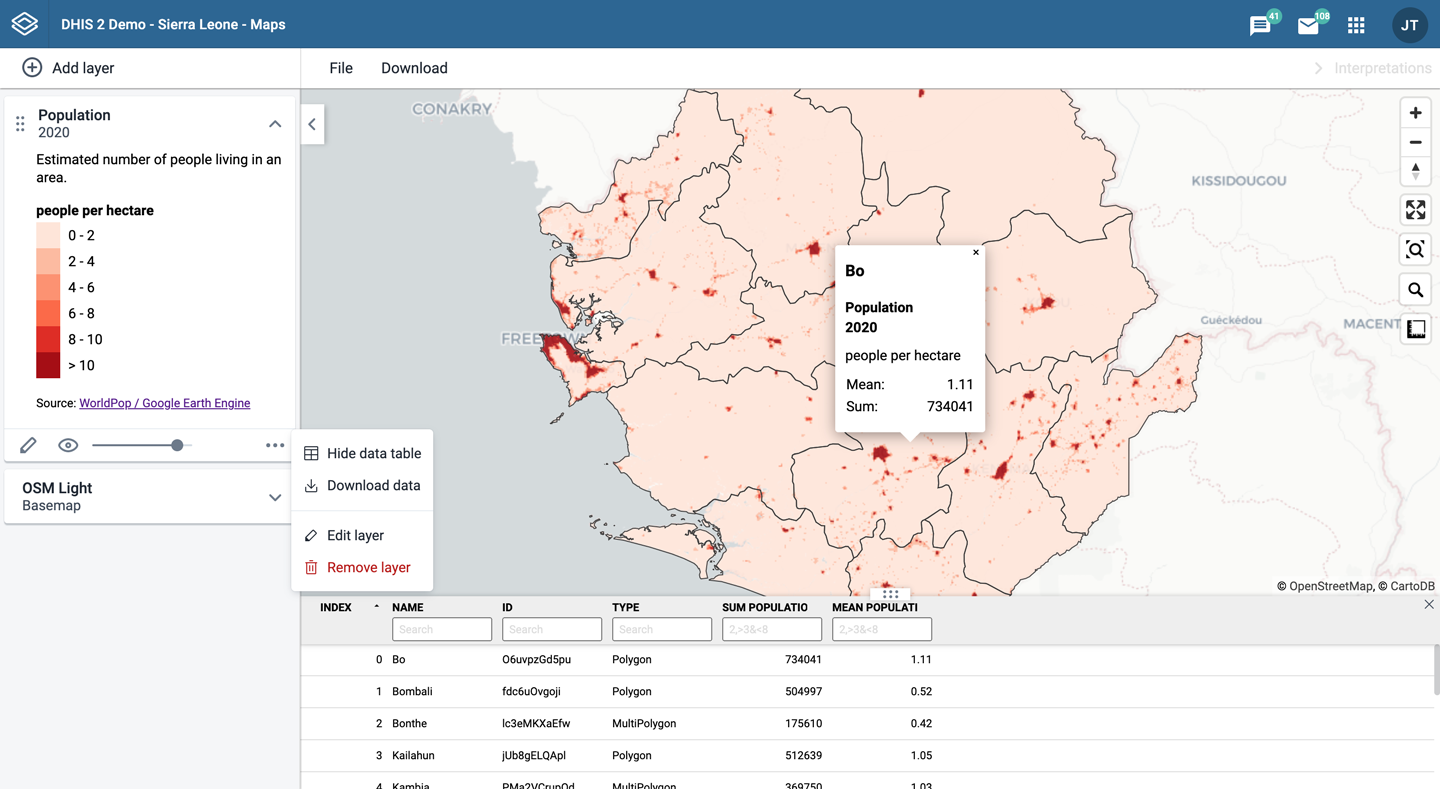 DHIS 2 Demo - Sierra Leone - Maps
41
108
JT
Add layer
File
Download
Interpretations
Population
2020
Estimated number of people living in an
area.
people per hectare
0 - 2
2 - 4
4 - 6
6 - 8
8 - 10
> 10
Source: WorldPop / Google Earth Engine
OSM Light
Basemap
Hide data table
Download data
Edit layer
Remove layer
CONAKRY
KISSIDOUGOU
Guéckédou
MACENT
Bo
Population
2020
people per hectare
Mean: 1.11
Sum: 734041
© OpenStreetMap, © CartoDB
INDEX NAME ID TYPE SUM POPULATIO MEAN POPULATI
Search Search Search 2,>3&<8 2,>3&<8
0 Bo O6uvpzGd5pu Polygon 734041 1.11
1 Bombali fdc6uOvgoji Polygon 504997 0.52
2 Bonthe lc3eMKXaEfw MultiPolygon 175610 0.42
3 Kailahun jUb8gELQApl Polygon 512639 1.05
4 Kambia PMa2VCrupOd MultiPolygon 369750 1.03